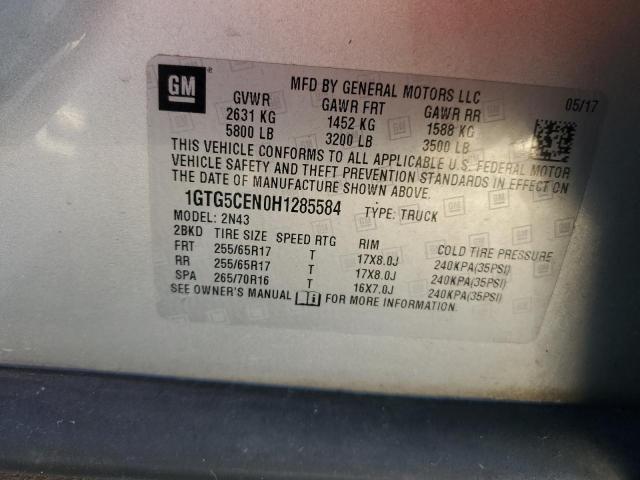 GM
MFD BY GENERAL MOTORS LLC
05/17
GVWR GAWR FRT GAWR RR
2631 KG 1452 KG 1588 KG
5800 LB 3200 LB 3500 LB
THIS VEHICLE CONFORMS TO ALL APPLICABLE U.S. FEDERAL MOTOR
VEHICLE SAFETY AND THEFT PREVENTION STANDARDS IN EFFECT ON
THE DATE OF MANUFACTURE SHOWN ABOVE.
1GTG5CEN0H1285584 TYPE: TRUCK
MODEL: 2N43
2BKD TIRE SIZE SPEED RTG RIM COLD TIRE PRESSURE
FRT 255/65R17 T 17X8.0J 240KPA(35PSI)
RR 255/65R17 T 17X8.0J 240KPA(35PSI)
SPA 265/70R16 T 16X7.0J 240KPA(35PSI)
SEE OWNER'S MANUAL FOR MORE INFORMATION.